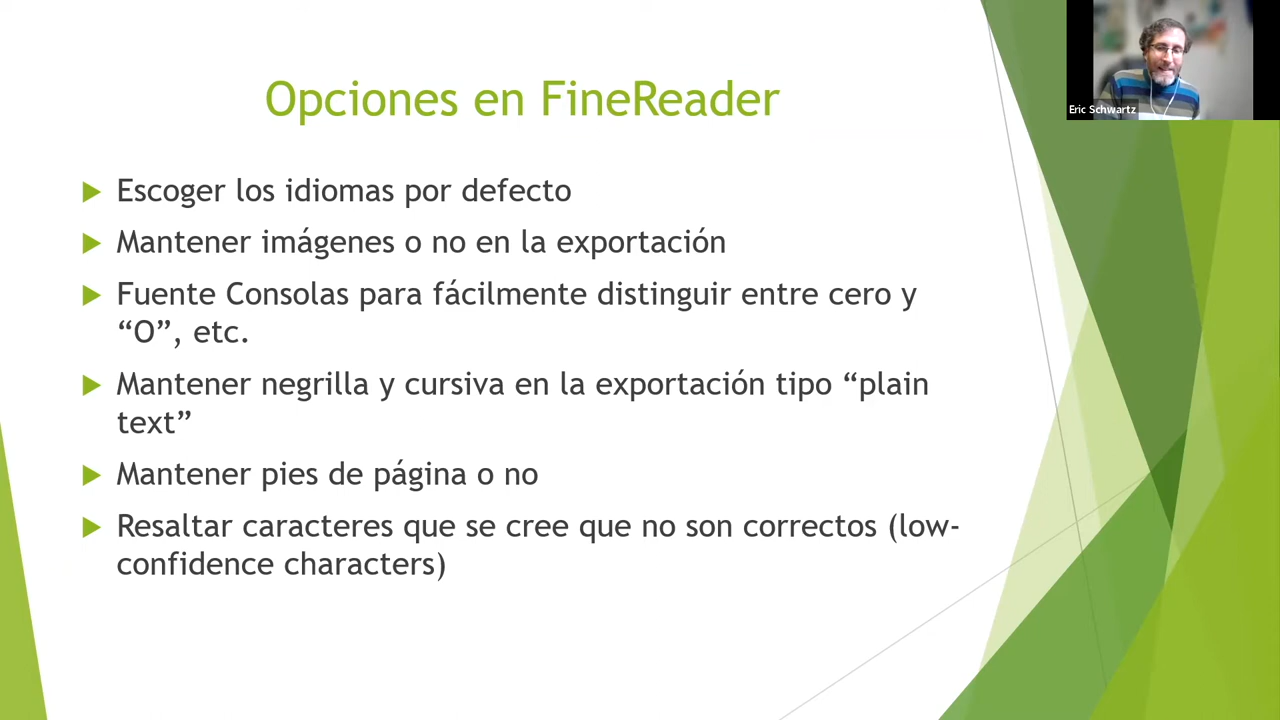 Opciones en FineReader
Eric Schwartz
Escoger los idiomas por defecto
Mantener imágenes o no en la exportación
Fuente Consolas para fácilmente distinguir entre cero y
“O”, etc.
Mantener negrilla y cursiva en la exportación tipo “plain
text”
Mantener pies de página o no
Resaltar caracteres que se cree que no son correctos (low-
confidence characters)